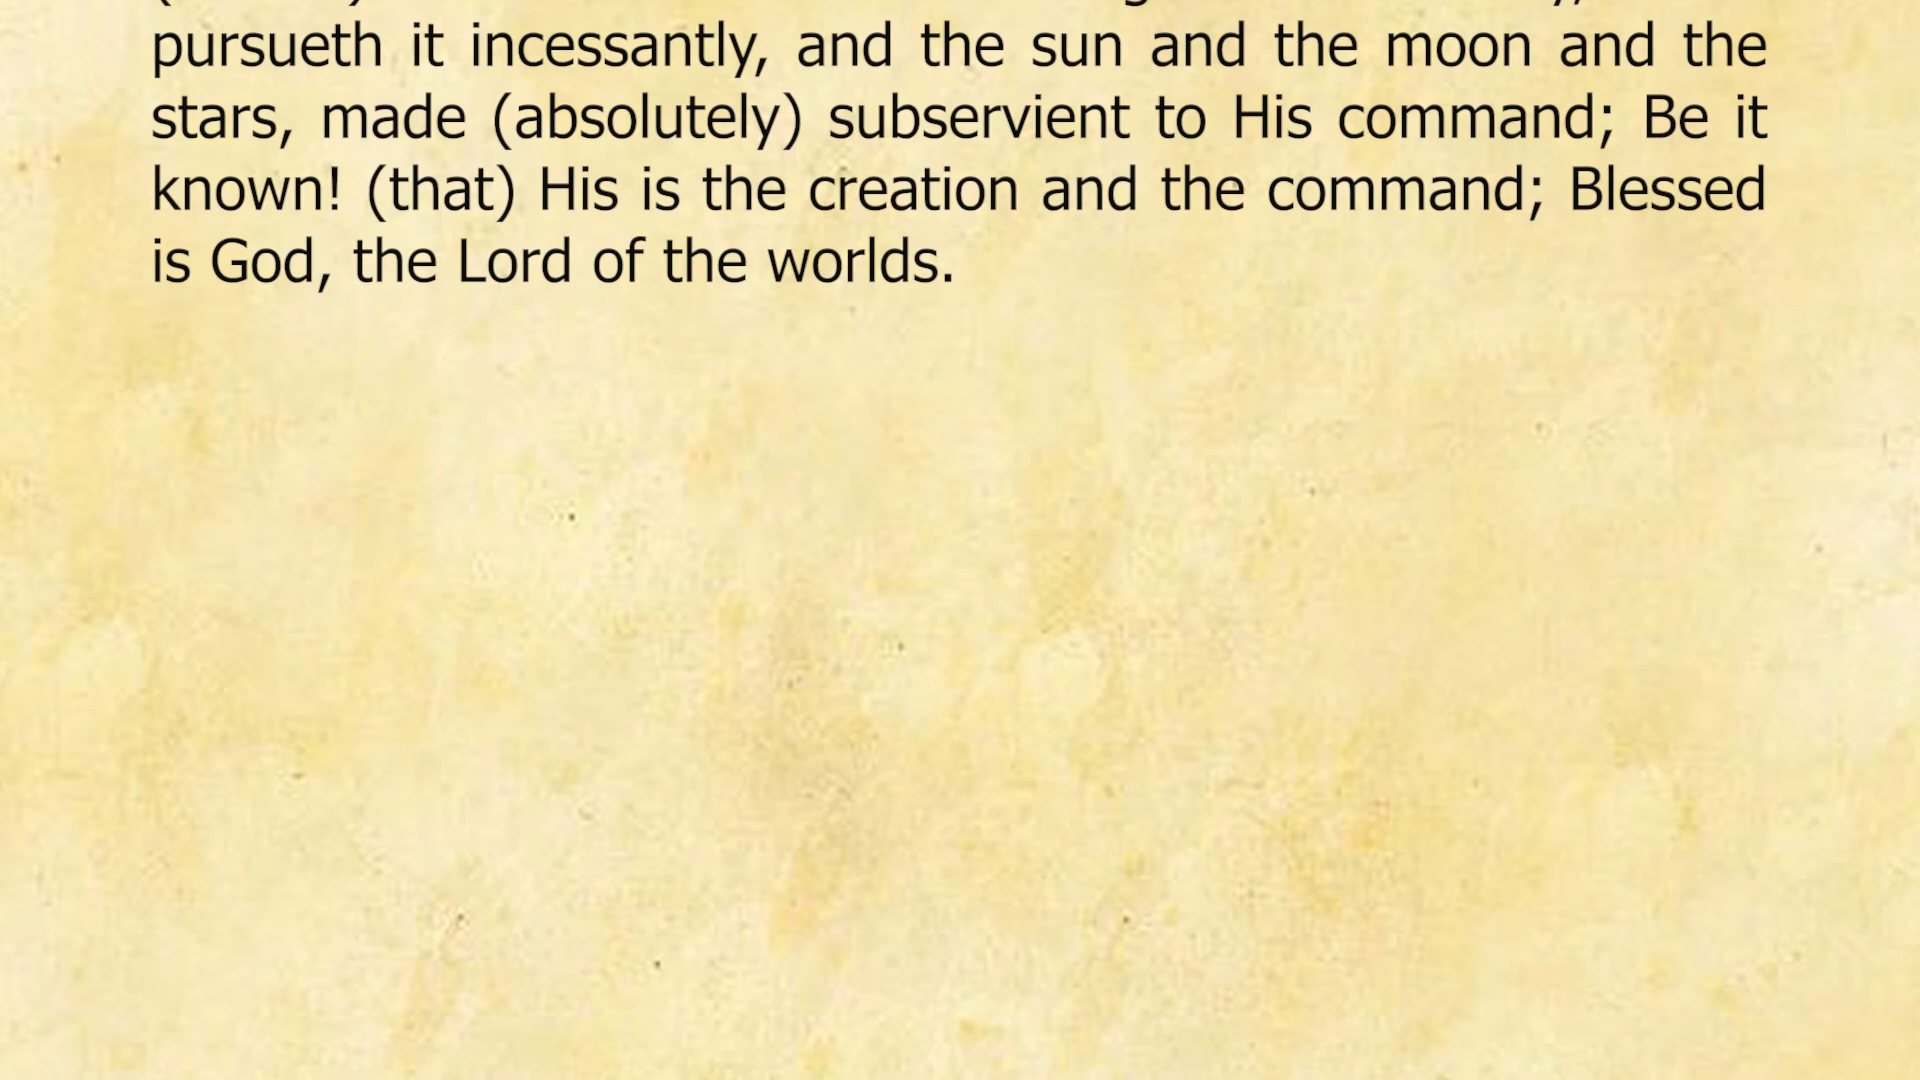 pursueth it incessantly, and the sun and the moon and the
stars, made (absolutely) subservient to His command; Be it
known! (that) His is the creation and the command; Blessed
is God, the Lord of the worlds.